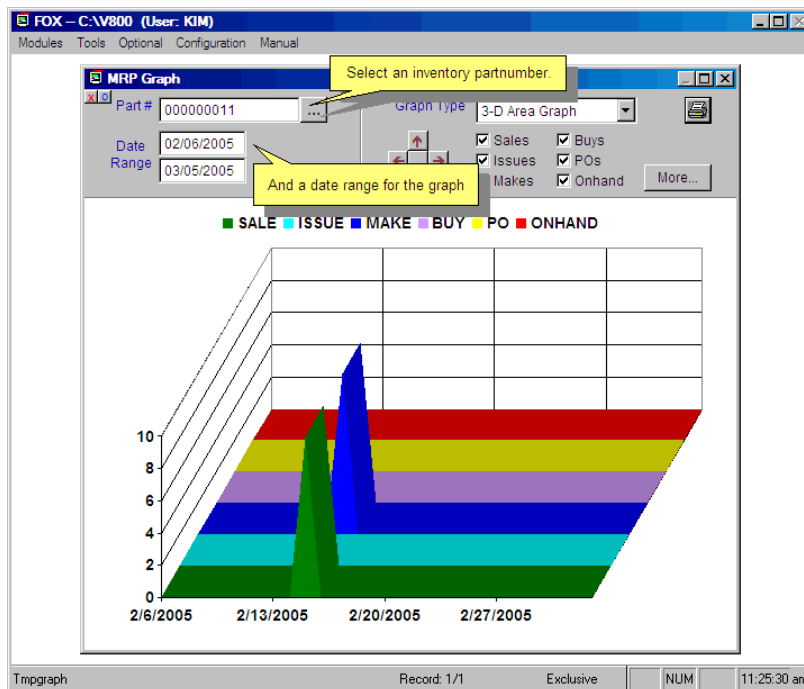 FOX – C:\V800 (User: KIM)
Modules Tools Optional Configuration Manual
MRP Graph
Select an inventory partnumber.
Part # 000000011 ...
Graph Type 3-D Area Graph
Date Range
02/06/2005
03/05/2005
And a date range for the graph
Sales Buys
Issues POs
Makes Onhand
More...
SALE ISSUE MAKE BUY PO ONHAND
10
8
6
4
2
0
2/6/2005 2/13/2005 2/20/2005 2/27/2005
Tmpgraph Record: 1/1 Exclusive NUM 11:25:30 am